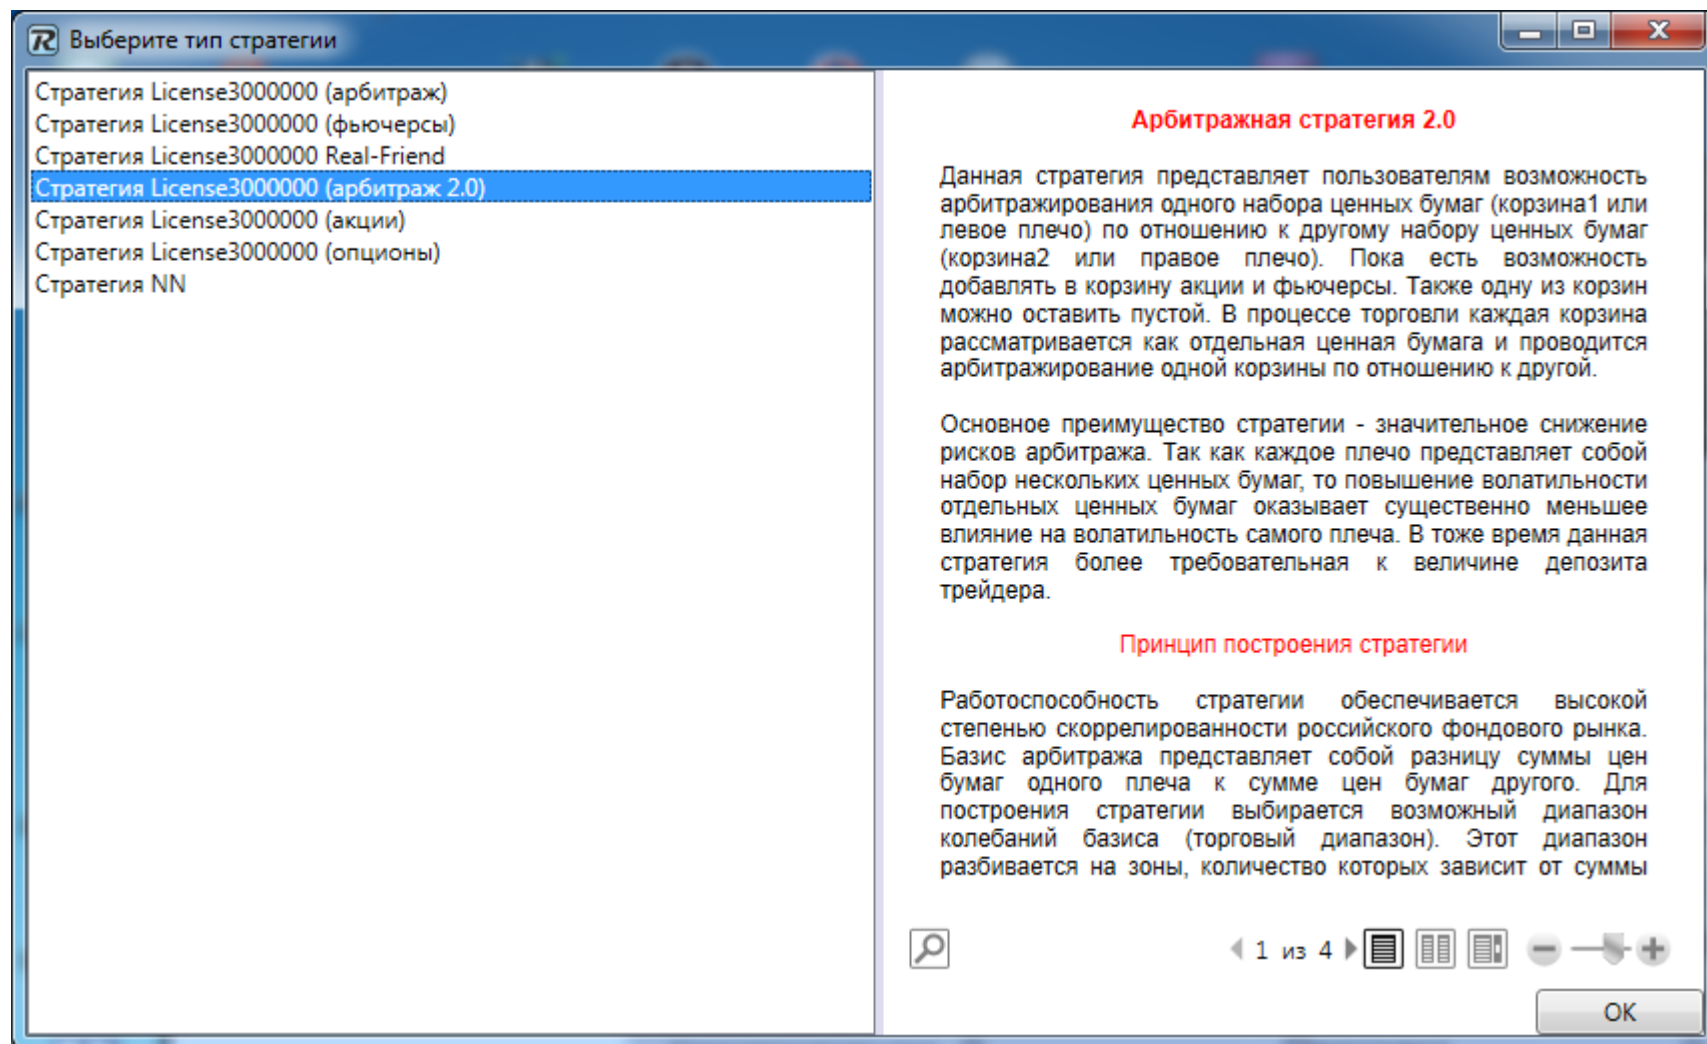 Выберите тип стратегии
Стратегия License3000000 (арбитраж)
Стратегия License3000000 (фьючерсы)
Стратегия License3000000 Real-Friend
Стратегия License3000000 (арбитраж 2.0)
Стратегия License3000000 (акции)
Стратегия License3000000 (опционы)
Стратегия NN
Арбитражная стратегия 2.0
Данная стратегия представляет пользователям возможность
арбитражирования одного набора ценных бумаг (корзина1 или
левое плечо) по отношению к другому набору ценных бумаг
(корзина2 или правое плечо). Пока есть возможность
добавлять в корзину акции и фьючерсы. Также одну из корзин
можно оставить пустой. В процессе торговли каждая корзина
рассматривается как отдельная ценная бумага и проводится
арбитражирование одной корзины по отношению к другой.
Основное преимущество стратегии - значительное снижение
рисков арбитража. Так как каждое плечо представляет собой
набор нескольких ценных бумаг, то повышение волатильности
отдельных ценных бумаг оказывает существенно меньшее
влияние на волатильность самого плеча. В тоже время данная
стратегия более требовательная к величине депозита
трейдера.
Принцип построения стратегии
Работоспособность стратегии обеспечивается высокой
степенью скоррелированности российского фондового рынка.
Базис арбитража представляет собой разницу суммы цен
бумаг одного плеча к сумме цен бумаг другого. Для
построения стратегии выбирается возможный диапазон
колебаний базиса (торговый диапазон). Этот диапазон
разбивается на зоны, количество которых зависит от суммы
1 из 4
OK